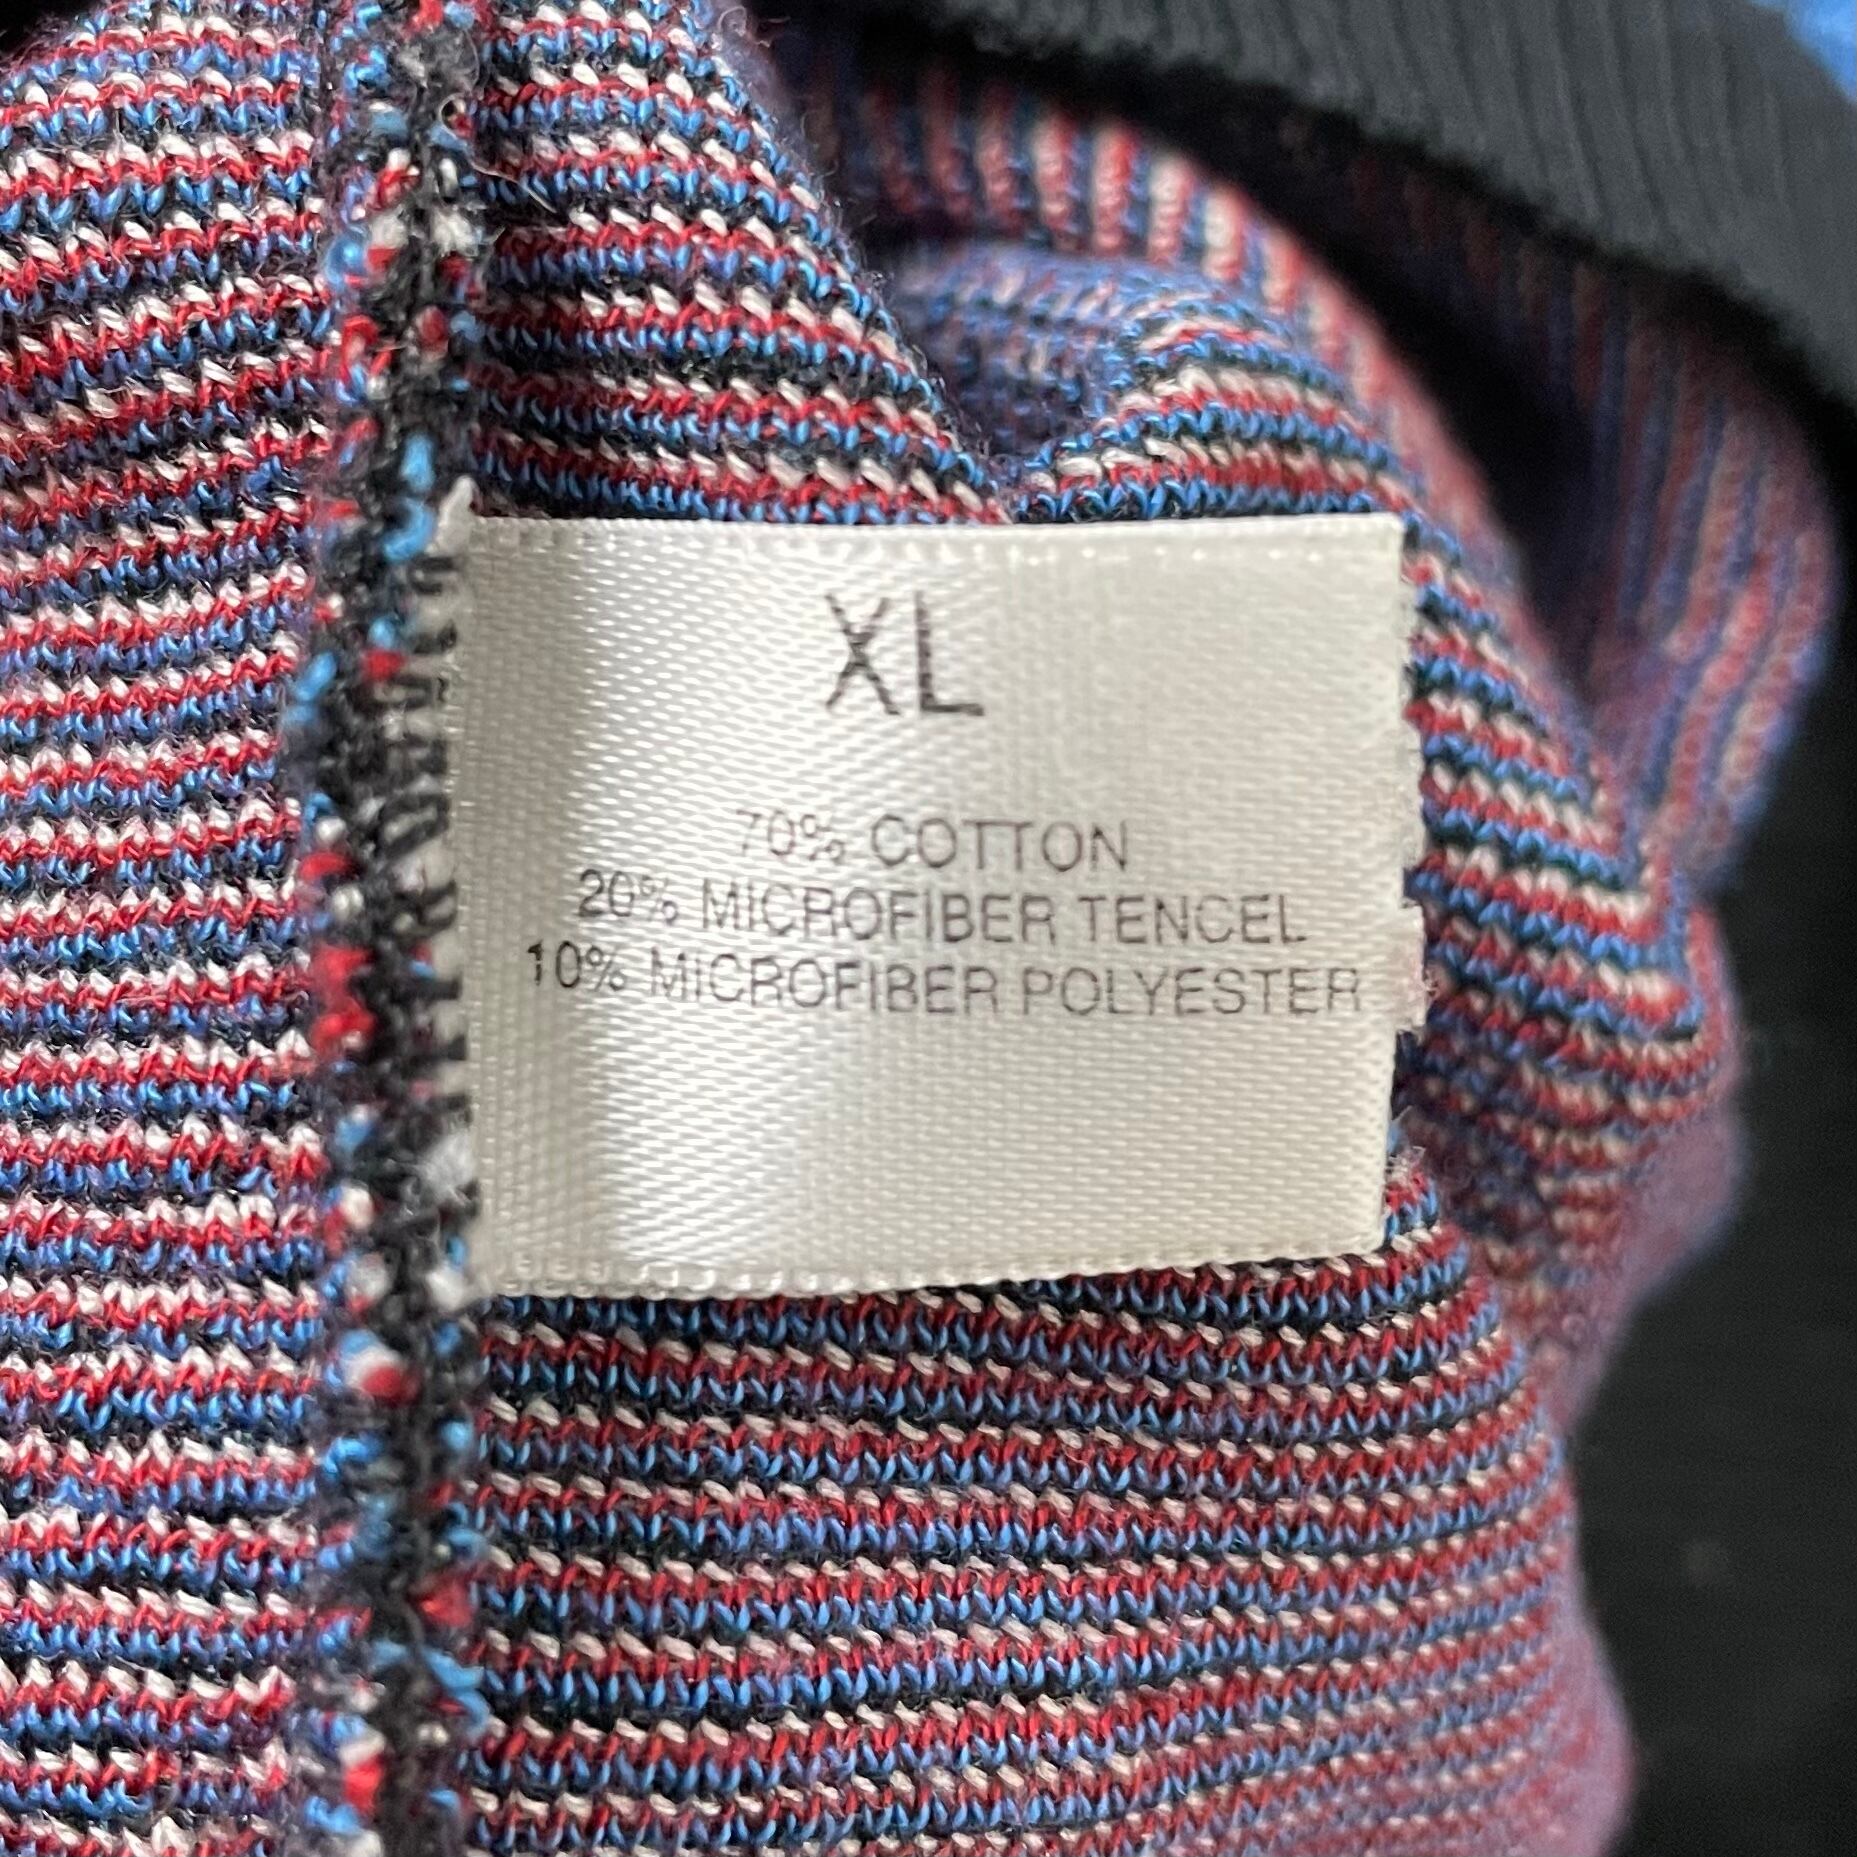 XL
70% COTTON
20% MICROFIBER TENCEL
10% MICROFIBER POLYESTER